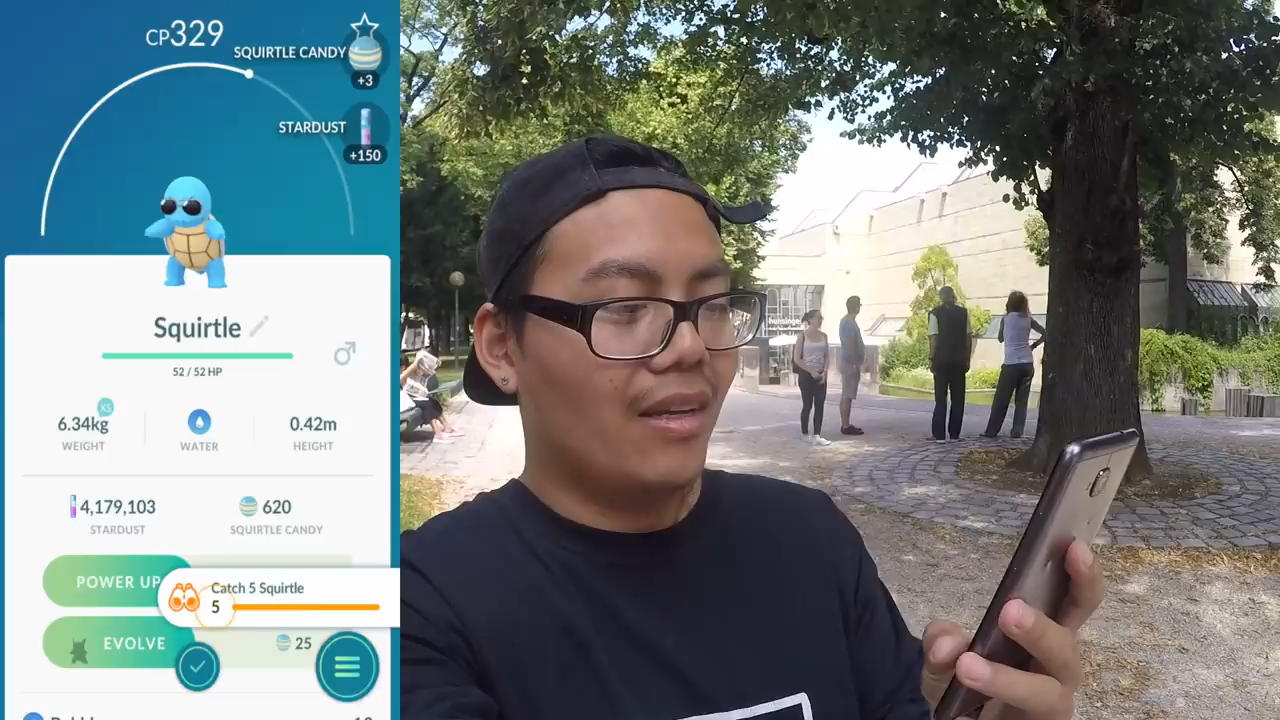 CP329
SQUIRTLE CANDY
+3
STARDUST
+150
Squirtle
52 / 52 HP
XS
6.34kg
WEIGHT
WATER
0.42m
HEIGHT
4,179,103
STARDUST
620
SQUIRTLE CANDY
POWER UP
Catch 5 Squirtle
5
EVOLVE
25